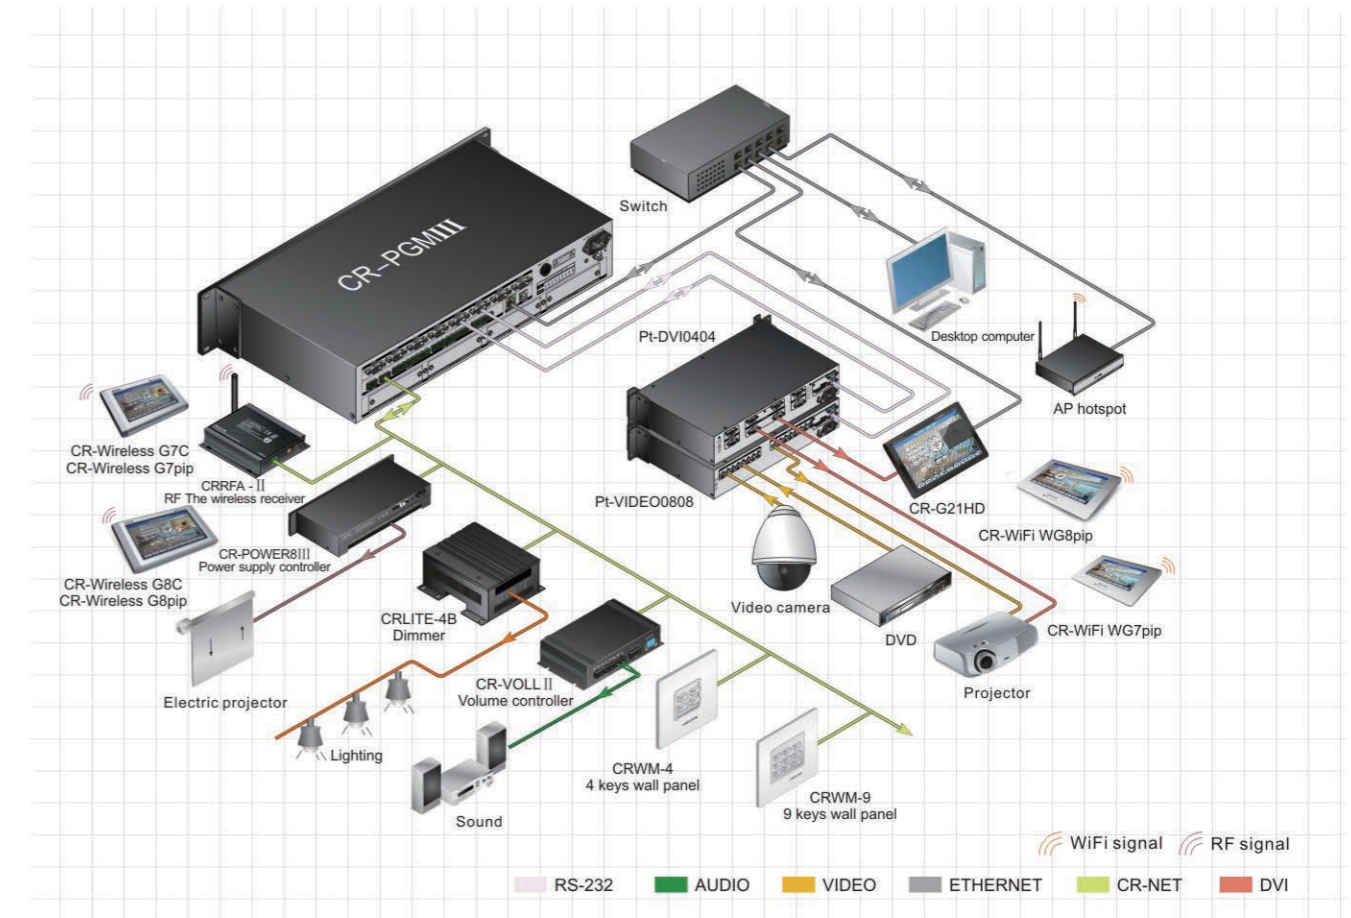 Switch
CR-PGMIII
Pt-DVI0404
Desktop computer
AP hotspot
CR-Wireless G7C
CR-Wireless G7pip
CRRFA - II
RF The wireless receiver
Pt-VIDEO0808
CR-G21HD
CR-WiFi WG8pip
CR-POWER8III
Power supply controller
CR-Wireless G8C
CR-Wireless G8pip
CRLITE-4B
Dimmer
Video camera
DVD
CR-WiFi WG7pip
Electric projector
CR-VOLL II
Volume controller
Projector
Lighting
CRWM-4
4 keys wall panel
CRWM-9
9 keys wall panel
Sound
WiFi signal
RF signal
RS-232
AUDIO
VIDEO
ETHERNET
CR-NET
DVI